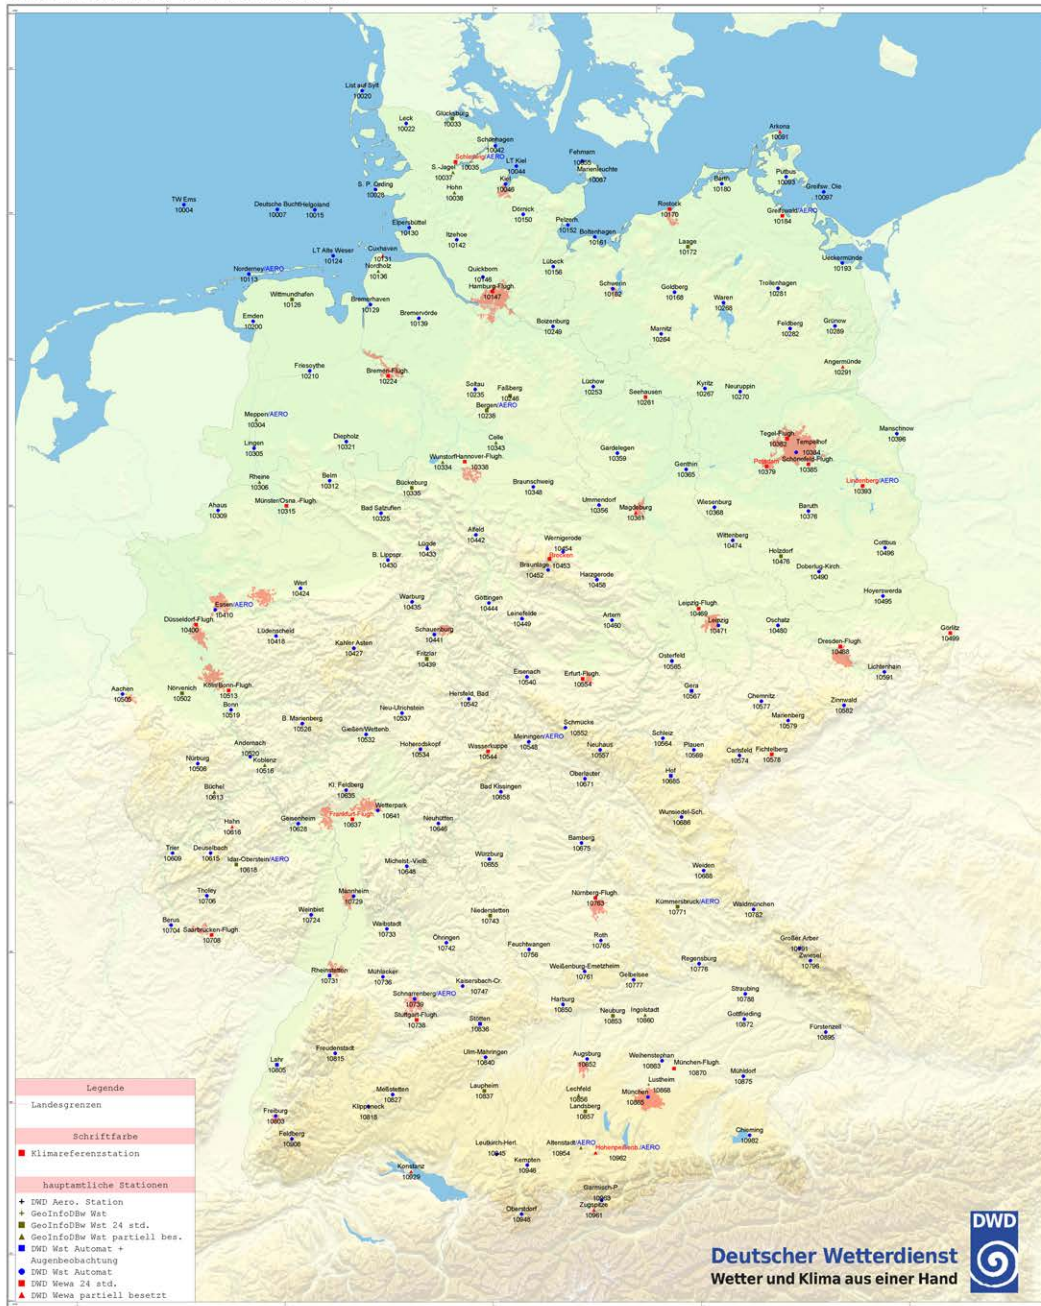 List auf Sylt
10020
Leck
10022
Glücksburg
10033
Schönhagen
10042
Schleswig/AERO
10035
S.-Jagel
10037
LT Kiel
10044
Kiel
10046
Hohn
10038
Fehmarn
10055
Marienleuchte
10067
Arkona
10091
Putbus
10093
Barth
10180
Greifsw. Oie
10097
Greifswald/AERO
10184
Rostock
10170
TW Ems
10004
Deutsche Bucht
10007
Helgoland
10015
S. P. Ording
10028
Elpersbüttel
10130
Itzehoe
10142
Dörnick
10150
Pelzerh.
10152
Boltenhagen
10161
Laage
10172
Ueckermünde
10193
LT Alte Weser
10124
Cuxhaven
10131
Nordholz
10136
Norderney/AERO
10113
Wittmundhafen
10126
Emden
10200
Bremerhaven
10129
Bremervörde
10139
Quickborn
10146
Hamburg-Flugh.
10147
Lübeck
10156
Schwerin
10162
Goldberg
10168
Waren
10268
Trollenhagen
10281
Boizenburg
10249
Marnitz
10264
Feldberg
10282
Grünow
10289
Angermünde
10291
Friesoythe
10210
Bremen-Flugh.
10224
Soltau
10235
Faßberg
10246
Bergen/AERO
10238
Lüchow
10253
Seehausen
10261
Kyritz
10267
Neuruppin
10270
Meppen/AERO
10304
Lingen
10305
Diepholz
10321
Celle
10343
Wunstorf
10334
Hannover-Flugh.
10338
Gardelegen
10359
Genthin
10365
Tegel-Flugh.
10382
Tempelhof
10384
Schönefeld-Flugh.
10385
Potsdam
10379
Manschnow
10396
Lindenberg/AERO
10393
Rheine
10306
Belm
10312
Bückeburg
10335
Braunschweig
10348
Ahaus
10309
Münster/Osna.-Flugh.
10315
Bad Salzuflen
10325
Ummendorf
10356
Magdeburg
10361
Wiesenburg
10368
Baruth
10376
Alfeld
10442
Wernigerode
10454
Brocken
10453
Braunlage
10452
Harzgerode
10458
Wittenberg
10474
Holzdorf
10476
Cottbus
10496
Doberlug-Kirch.
10490
Lügde
10433
B. Lippspr.
10430
Werl
10424
Warburg
10435
Göttingen
10444
Leinefelde
10449
Artern
10460
Leipzig-Flugh.
10469
Leipzig
10471
Oschatz
10480
Hoyerswerda
10495
Görlitz
10499
Essen/AERO
10410
Düsseldorf-Flugh.
10400
Lüdenscheid
10418
Kahler Asten
10427
Schauenburg
10441
Fritzlar
10439
Osterfeld
10565
Dresden-Flugh.
10488
Lichtenhain
10591
Aachen
10505
Nörvenich
10502
Köln/Bonn-Flugh.
10513
Bonn
10519
Eisenach
10540
Erfurt-Flugh.
10554
Gera
10567
Chemnitz
10577
Zinnwald
10582
Marienberg
10579
B. Marienberg
10526
Neu-Ulrichstein
10537
Hersfeld, Bad
10542
Gießen/Wettenb.
10532
Hoherodskopf
10534
Wasserkuppe
10544
Meiningen/AERO
10548
Schmücke
10552
Neuhaus
10557
Schleiz
10564
Plauen
10569
Carlsfeld
10574
Fichtelberg
10578
Andernach
10520
Koblenz
10516
Nürburg
10506
Büchel
10613
Kl. Feldberg
10635
Wetterpark
10641
Frankfurt-Flugh.
10637
Geisenheim
10628
Bad Kissingen
10658
Oberlauter
10671
Hof
10685
Wunsiedel-Sch.
10686
Hahn
10616
Neuhütten
10646
Bamberg.
10675
Trier
10609
Deuselbach
10615
Idar-Oberstein/AERO
10618
Michelst.-Vielb.
10648
Würzburg
10655
Weiden
10688
Tholey
10706
Mannheim
10729
Nürnberg-Flugh.
10763
Kümmersbruck/AERO
10771
Waldmünchen
10782
Berus
10704
Saarbrücken-Flugh.
10708
Weinbiet
10724
Waibstadt
10733
Niederstetten
10743
Öhringen
10742
Feuchtwangen
10756
Roth
10765
Großer Arber
10791
Zwiesel
10796
Rheinstetten
10731
Mühlacker
10736
Kaisersbach-Cr.
10747
Weißenburg-Emetzheim
10761
Gelbelsee
10777
Regensburg
10776
Straubing
10788
Schnarrenberg/AERO
10739
Stuttgart-Flugh.
10738
Stötten
10836
Harburg
10850
Neuburg
10853
Ingolstadt
10860
Gottfrieding
10872
Fürstenzell
10895
Lahr
10805
Freudenstadt
10815
Ulm-Mähringen
10840
Augsburg
10852
Weihenstephan
10863
München-Flugh.
10870
Mühldorf
10875
Meßstetten
10827
Klippeneck
10818
Laupheim
10837
Lechfeld
10856
Landsberg
10857
Lustheim
10868
München
10865
Freiburg
10803
Feldberg
10908
Chieming
10982
Leutkirch-Herl.
10945
Altenstadt/AERO
10954
Hohenpeißenb./AERO
10962
Kempten
10946
Konstanz
10929
Garmisch-P.
10963
Zugspitze
10961
Oberstdorf
10948
Legende
Landesgrenzen
Schriftfarbe
Klimareferenzstation
hauptamtliche Stationen
DWD Aero. Station
GeoInfoDBw Wst
GeoInfoDBw Wst 24 std.
GeoInfoDBw Wst partiell bes.
DWD Wst Automat +
Augenbeobachtung
DWD Wst Automat
DWD Wewa 24 std.
DWD Wewa partiell besetzt
Deutscher Wetterdienst
Wetter und Klima aus einer Hand
DWD